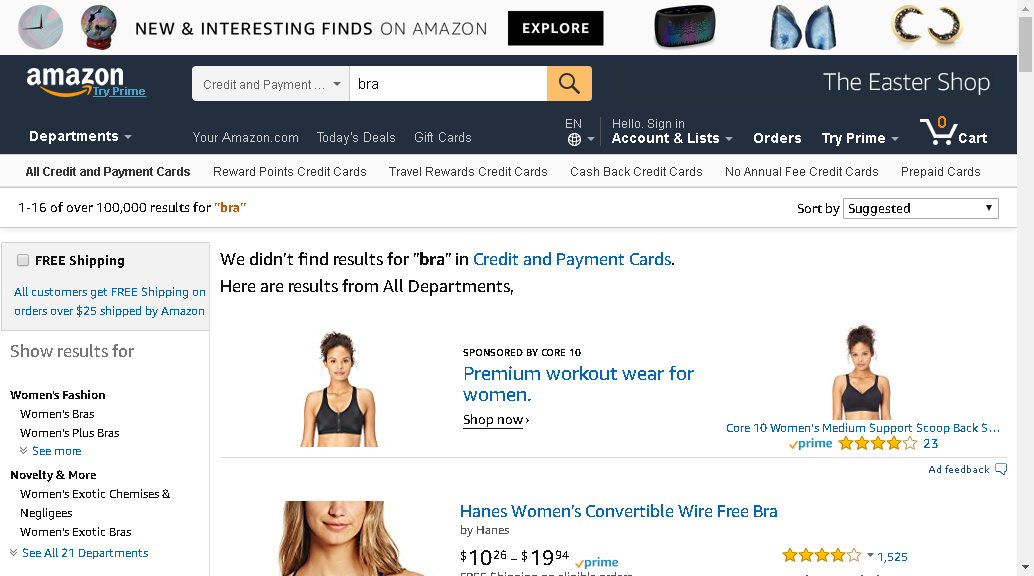 NEW & INTERESTING FINDS ON AMAZON
EXPLORE
amazon
Try Prime
Credit and Payment ...
bra
The Easter Shop
Departments
Your Amazon.com
Today's Deals
Gift Cards
EN
Hello. Sign in
Account & Lists
Orders
Try Prime
0
Cart
All Credit and Payment Cards
Reward Points Credit Cards
Travel Rewards Credit Cards
Cash Back Credit Cards
No Annual Fee Credit Cards
Prepaid Cards
1-16 of over 100,000 results for "bra"
Sort by
Suggested
FREE Shipping
All customers get FREE Shipping on
orders over $25 shipped by Amazon
Show results for
Women's Fashion
Women's Bras
Women's Plus Bras
See more
Novelty & More
Women's Exotic Chemises &
Negligees
Women's Exotic Bras
See All 21 Departments
We didn't find results for "bra" in Credit and Payment Cards.
Here are results from All Departments,
SPONSORED BY CORE 10
Premium workout wear for
women.
Shop now ›
Core 10 Women's Medium Support Scoop Back S...
prime
23
Ad feedback
Hanes Women's Convertible Wire Free Bra
by Hanes
$10 26 - $19 94 prime
1,525
FREE Shipping on eligible orders